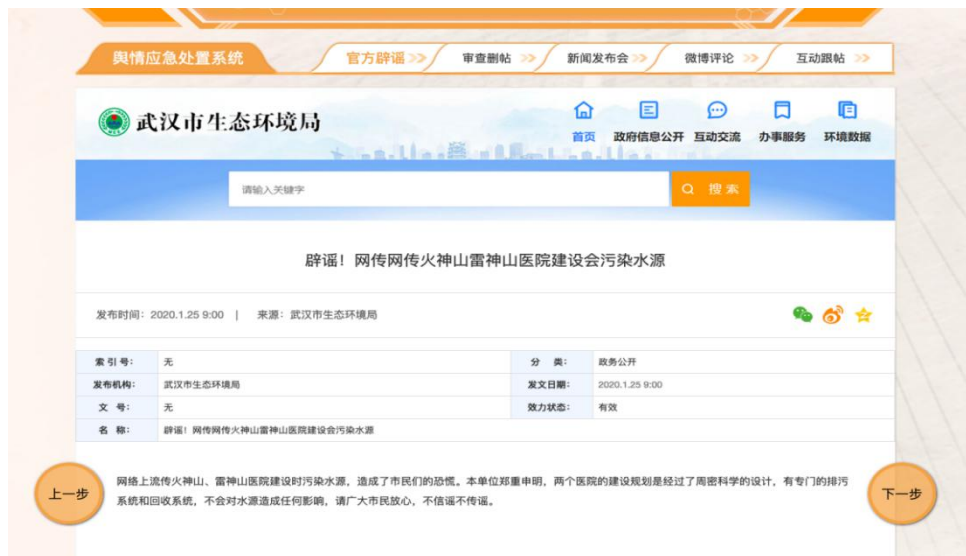 舆情应急处置系统
官方辟谣
审查删帖
新闻发布会
微博评论
互动跟帖
武汉市生态环境局
首页
政府信息公开
互动交流
办事服务
环境数据
请输入关键字
搜索
辟谣！网传网传火神山雷神山医院建设会污染水源
发布时间：2020.1.25 9:00 | 来源：武汉市生态环境局
索引号： 无 分 类： 政务公开
发布机构： 武汉市生态环境局 发文日期： 2020.1.25 9:00
文 号： 无 效力状态： 有效
名 称： 辟谣！网传网传火神山雷神山医院建设会污染水源
网络上流传火神山、雷神山医院建设时污染水源，造成了市民们的恐慌。本单位郑重申明，两个医院的建设规划是经过了周密科学的设计，有专门的排污
系统和回收系统，不会对水源造成任何影响，请广大市民放心，不信谣不传谣。
上一步
下一步